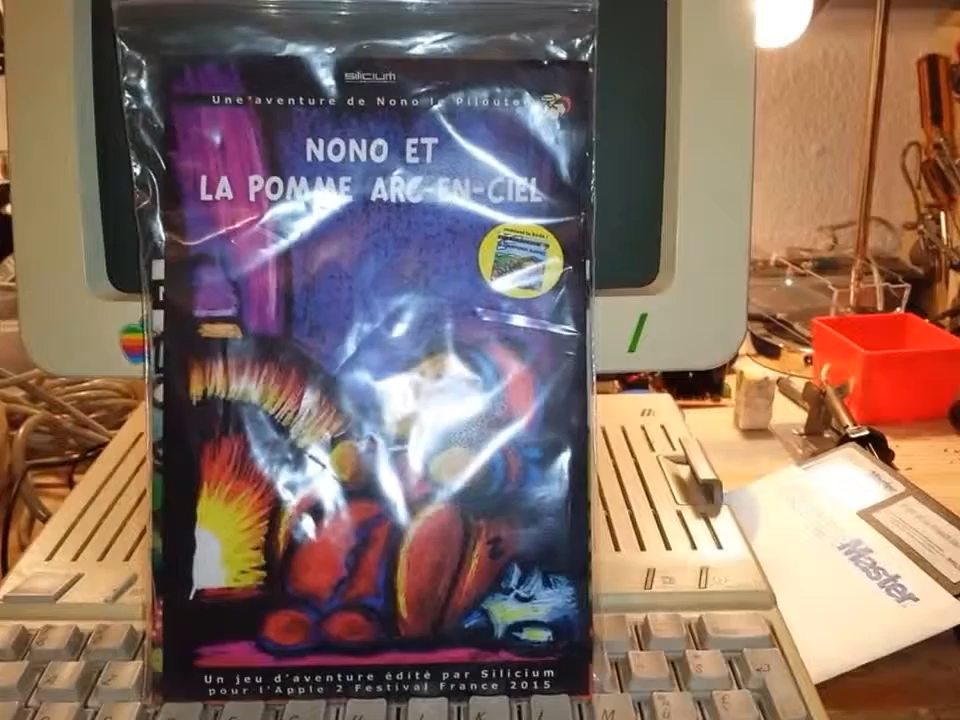 SILICIUM
Une aventure de Nono le Pijouto
NONO ET
LA POMME ARC-EN-CIEL
Un jeu d'aventure édité par Silicium
pour l'Apple 2 Festival France 2015
//
Master
M